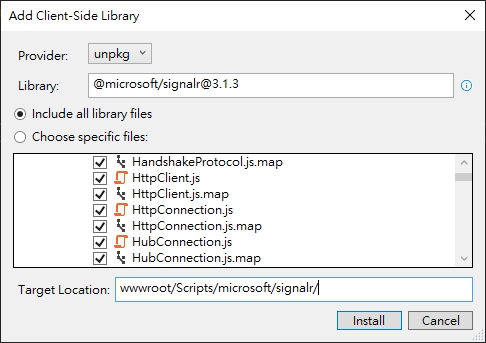 Add Client-Side Library
Provider: unpkg
Library: @microsoft/signalr@3.1.3
Include all library files
Choose specific files:
HandshakeProtocol.js.map
HttpClient.js
HttpClient.js.map
HttpConnection.js
HttpConnection.js.map
HubConnection.js
HubConnection.js.map
Target Location: wwwroot/Scripts/microsoft/signalr/
Install Cancel